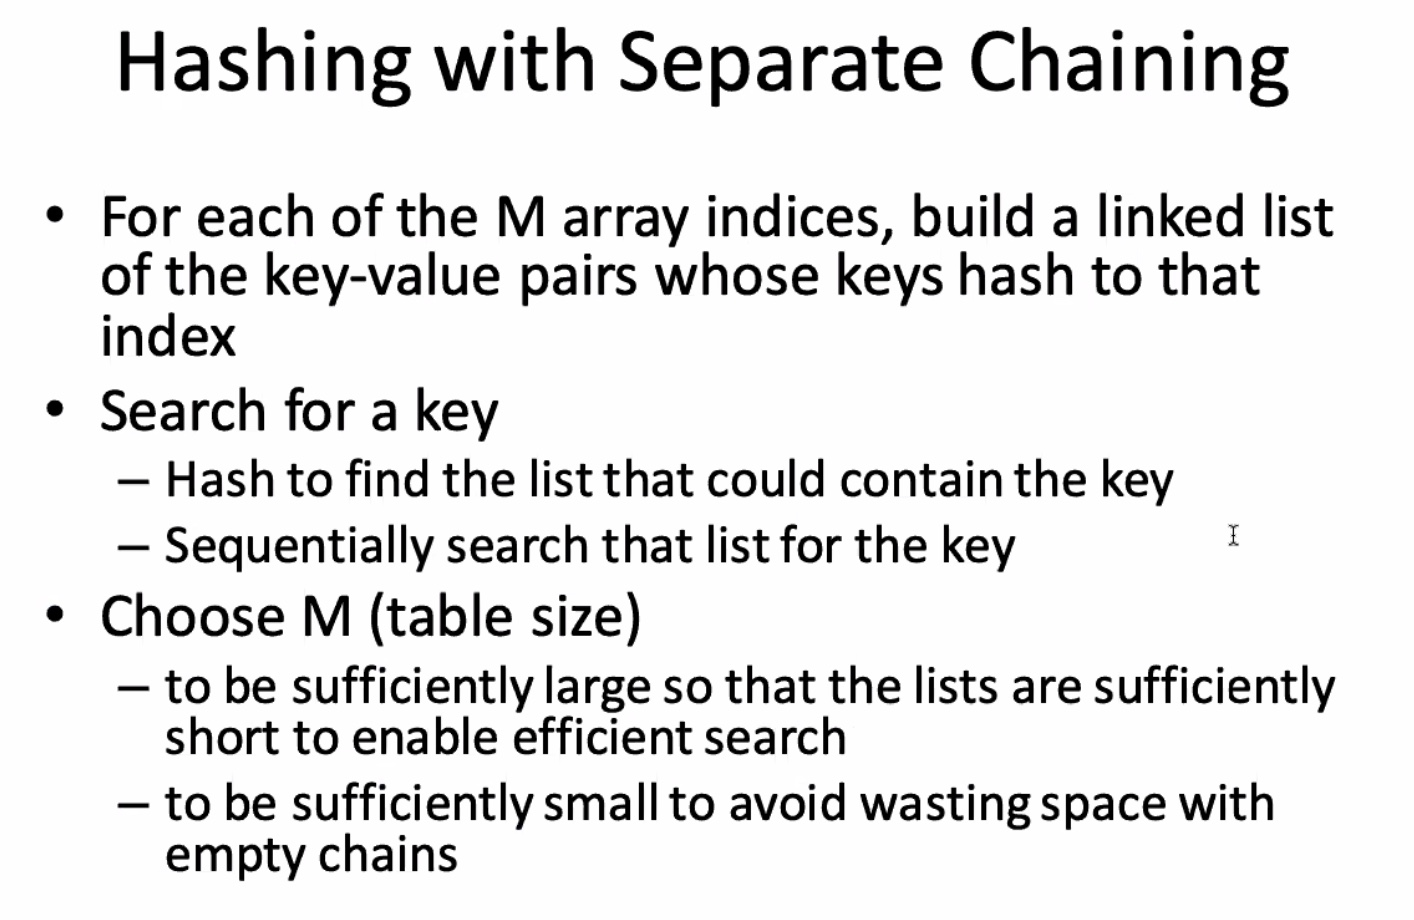 Hashing with Separate Chaining
• For each of the M array indices, build a linked list
of the key-value pairs whose keys hash to that
index
• Search for a key
– Hash to find the list that could contain the key
– Sequentially search that list for the key
• Choose M (table size)
– to be sufficiently large so that the lists are sufficiently
short to enable efficient search
– to be sufficiently small to avoid wasting space with
empty chains